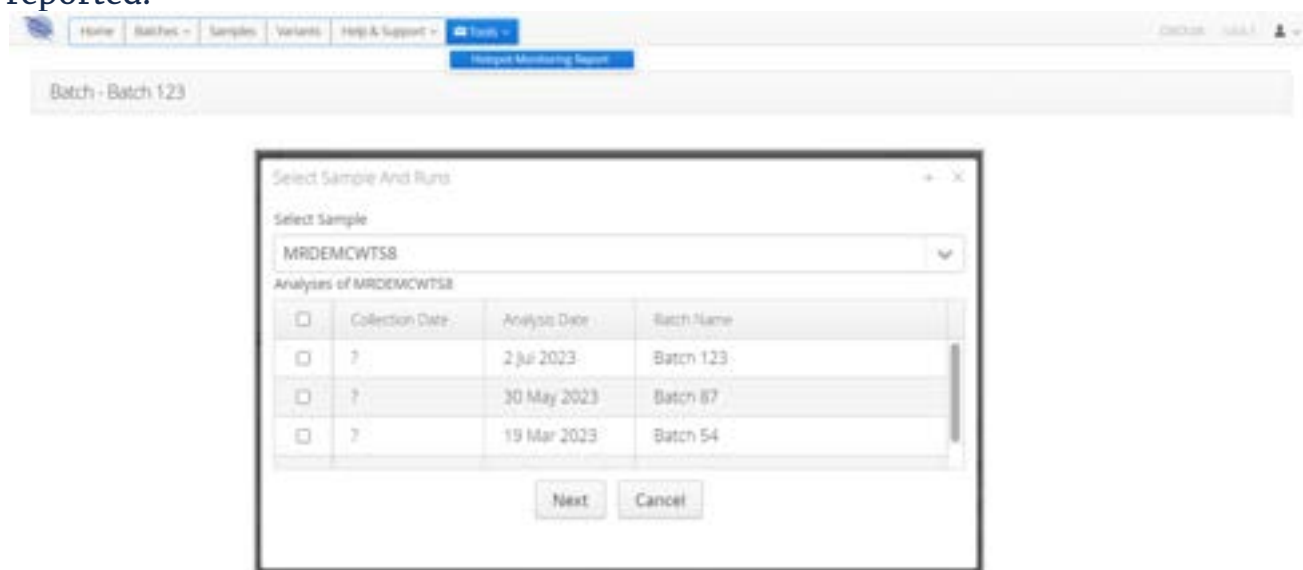 reported.
Home Batches Samples Variants Help & Support Tools
Hotspot Monitoring Report
Batch - Batch 123
Select Sample And Runs + ×
Select Sample
MRDEMCWTS8
Analyses of MRDEMCWTS8
Collection Date Analysis Date Batch Name
? 2 Jul 2023 Batch 123
? 30 May 2023 Batch 87
? 19 Mar 2023 Batch 54
Next Cancel